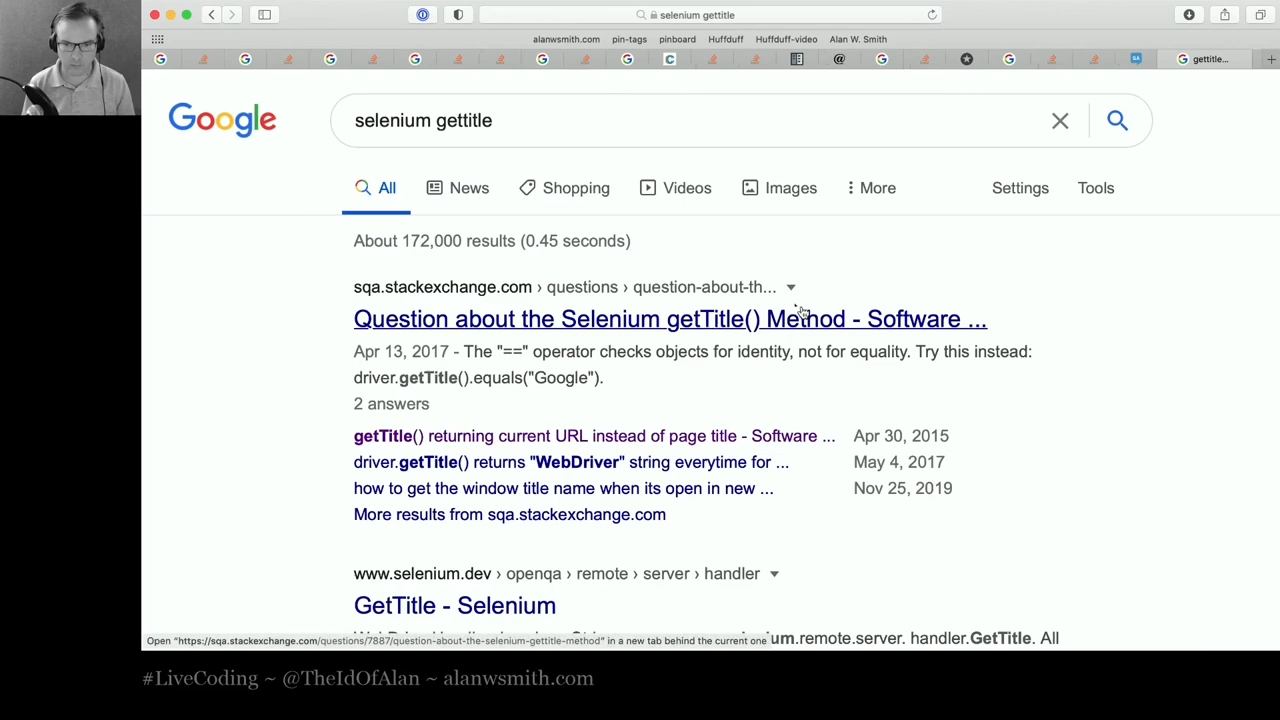 selenium gettitle
alanwsmith.com pin-tags pinboard Huffduff Huffduff-video Alan W. Smith
gettitle...
Google
selenium gettitle
All News Shopping Videos Images More Settings Tools
About 172,000 results (0.45 seconds)
sqa.stackexchange.com › questions › question-about-th...
Question about the Selenium getTitle() Method - Software ...
Apr 13, 2017 - The "==" operator checks objects for identity, not for equality. Try this instead:
driver.getTitle().equals("Google").
2 answers
getTitle() returning current URL instead of page title - Software ... Apr 30, 2015
driver.getTitle() returns "WebDriver" string everytime for ... May 4, 2017
how to get the window title name when its open in new ... Nov 25, 2019
More results from sqa.stackexchange.com
www.selenium.dev › openqa › remote › server › handler
GetTitle - Selenium
Open "https://sqa.stackexchange.com/questions/7887/question-about-the-selenium-gettitle-method" in a new tab behind the current one
ium.remote.server. handler.GetTitle. All
#LiveCoding ~ @TheIdOfAlan ~ alanwsmith.com